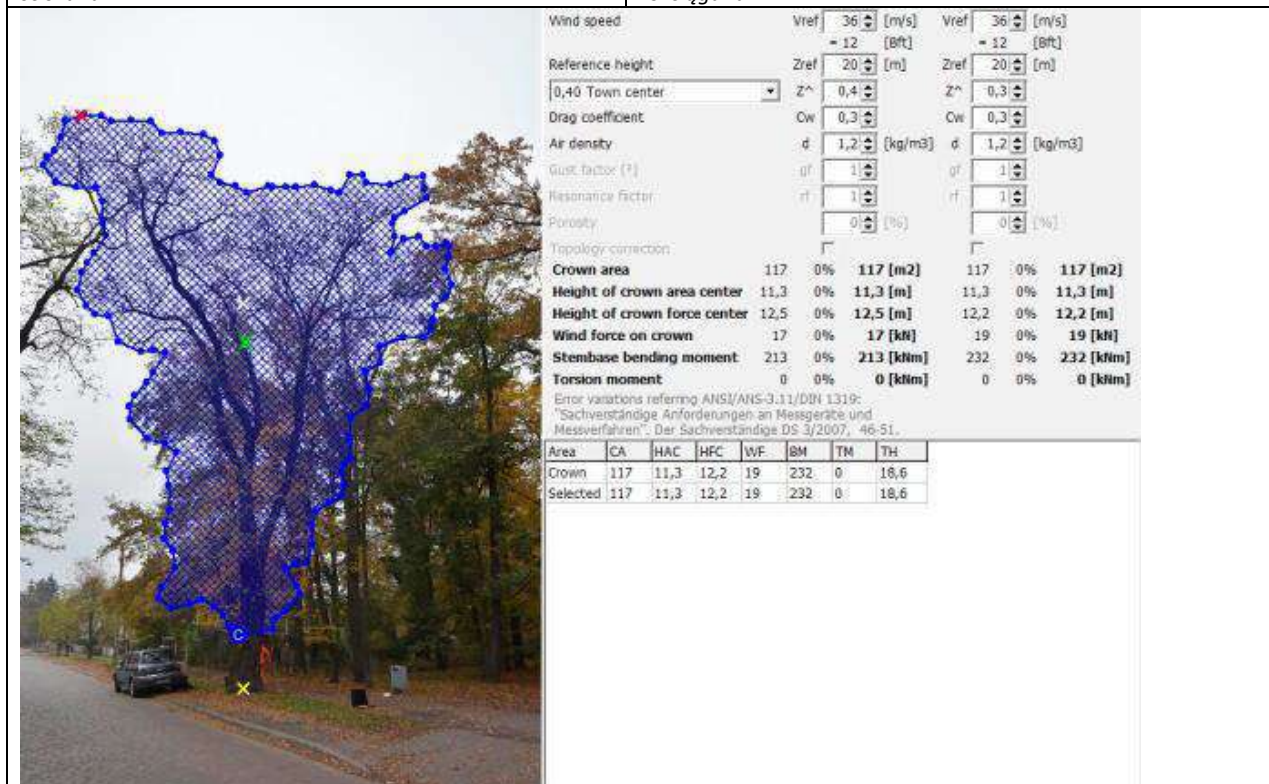 Wind speed Vref 36 [m/s] Vref 36 [m/s]
= 12 [Bft] = 12 [Bft]
Reference height Zref 20 [m] Zref 20 [m]
0,40 Town center Z^ 0,4 Z^ 0,3
Drag coefficient Cw 0,3 Cw 0,3
Air density d 1,2 [kg/m3] d 1,2 [kg/m3]
Gust factor [²] gf 1 gf 1
Resonance factor rf 1 rf 1
Porosity 0 [%] 0 [%]
Topology correction
Crown area 117 0% 117 [m2] 117 0% 117 [m2]
Height of crown area center 11,3 0% 11,3 [m] 11,3 0% 11,3 [m]
Height of crown force center 12,5 0% 12,5 [m] 12,2 0% 12,2 [m]
Wind force on crown 17 0% 17 [kN] 19 0% 19 [kN]
Stembase bending moment 213 0% 213 [kNm] 232 0% 232 [kNm]
Torsion moment 0 0% 0 [kNm] 0 0% 0 [kNm]
Error variations referring ANSI/ANS-3.11/DIN 1319:
"Sachverständige Anforderungen an Messgeräte und
Messverfahren". Der Sachverständige DS 3/2007, 46-51.
Area CA HAC HFC WF BM TM TH
Crown 117 11,3 12,2 19 232 0 18,6
Selected 117 11,3 12,2 19 232 0 18,6
C